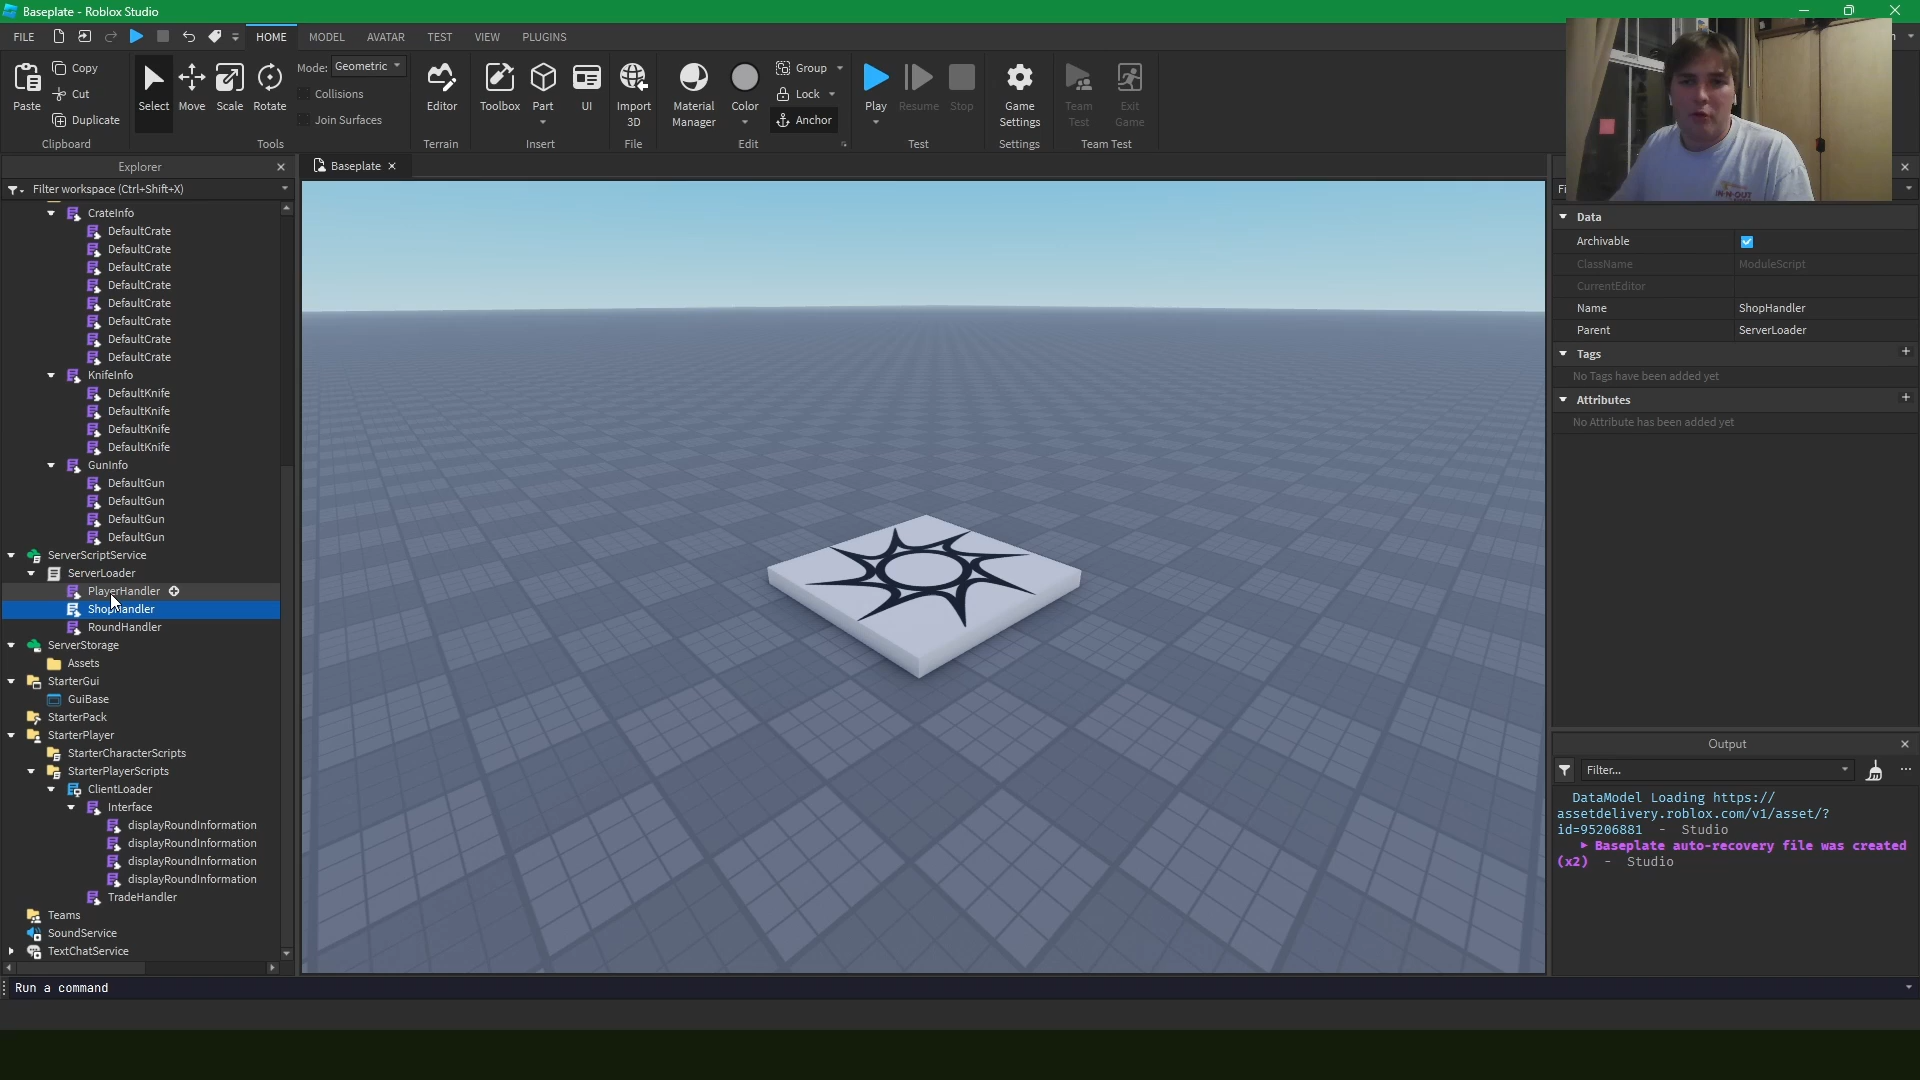 Baseplate - Roblox Studio
FILE HOME MODEL AVATAR TEST VIEW PLUGINS
Paste Copy Cut Duplicate Clipboard
Select Move Scale Rotate Mode: Geometric Collisions Join Surfaces Tools
Editor Terrain
Toolbox Part UI Insert
Import 3D File
Material Manager Color Group Lock Anchor Edit
Play Resume Stop Test
Game Settings Settings
Team Test Exit Game Team Test
Explorer
Filter workspace (Ctrl+Shift+X)
CrateInfo
DefaultCrate
DefaultCrate
DefaultCrate
DefaultCrate
DefaultCrate
DefaultCrate
DefaultCrate
DefaultCrate
KnifeInfo
DefaultKnife
DefaultKnife
DefaultKnife
DefaultKnife
GunInfo
DefaultGun
DefaultGun
DefaultGun
DefaultGun
ServerScriptService
ServerLoader
PlayerHandler
ShopHandler
RoundHandler
ServerStorage
Assets
StarterGui
GuiBase
StarterPack
StarterPlayer
StarterCharacterScripts
StarterPlayerScripts
ClientLoader
Interface
displayRoundInformation
displayRoundInformation
displayRoundInformation
displayRoundInformation
TradeHandler
Teams
SoundService
TextChatService
Run a command
Baseplate
IN-N-OUT
Data
Archivable
ClassName ModuleScript
CurrentEditor
Name ShopHandler
Parent ServerLoader
Tags
No Tags have been added yet
Attributes
No Attribute has been added yet
Output
Filter...
DataModel Loading https://
assetdelivery.roblox.com/v1/asset/?
id=95206881 - Studio
Baseplate auto-recovery file was created
(x2) - Studio